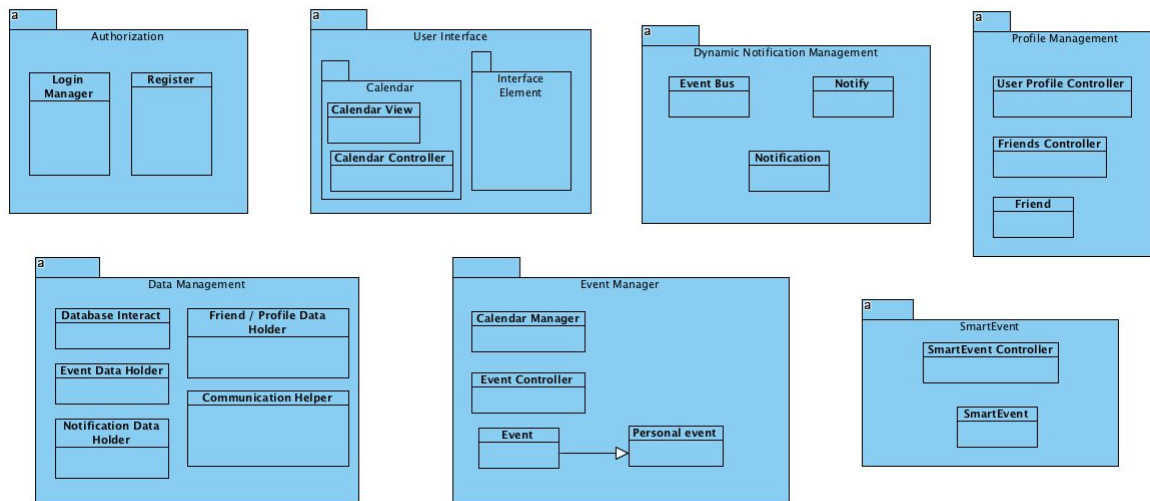 a
Authorization
Login
Manager
Register
a
User Interface
Calendar
Calendar View
Calendar Controller
Interface
Element
a
Dynamic Notification Management
Event Bus
Notify
Notification
a
Profile Management
User Profile Controller
Friends Controller
Friend
a
Data Management
Database Interact
Event Data Holder
Notification Data
Holder
Friend / Profile Data
Holder
Communication Helper
Event Manager
Calendar Manager
Event Controller
Event
Personal event
a
SmartEvent
SmartEvent Controller
SmartEvent